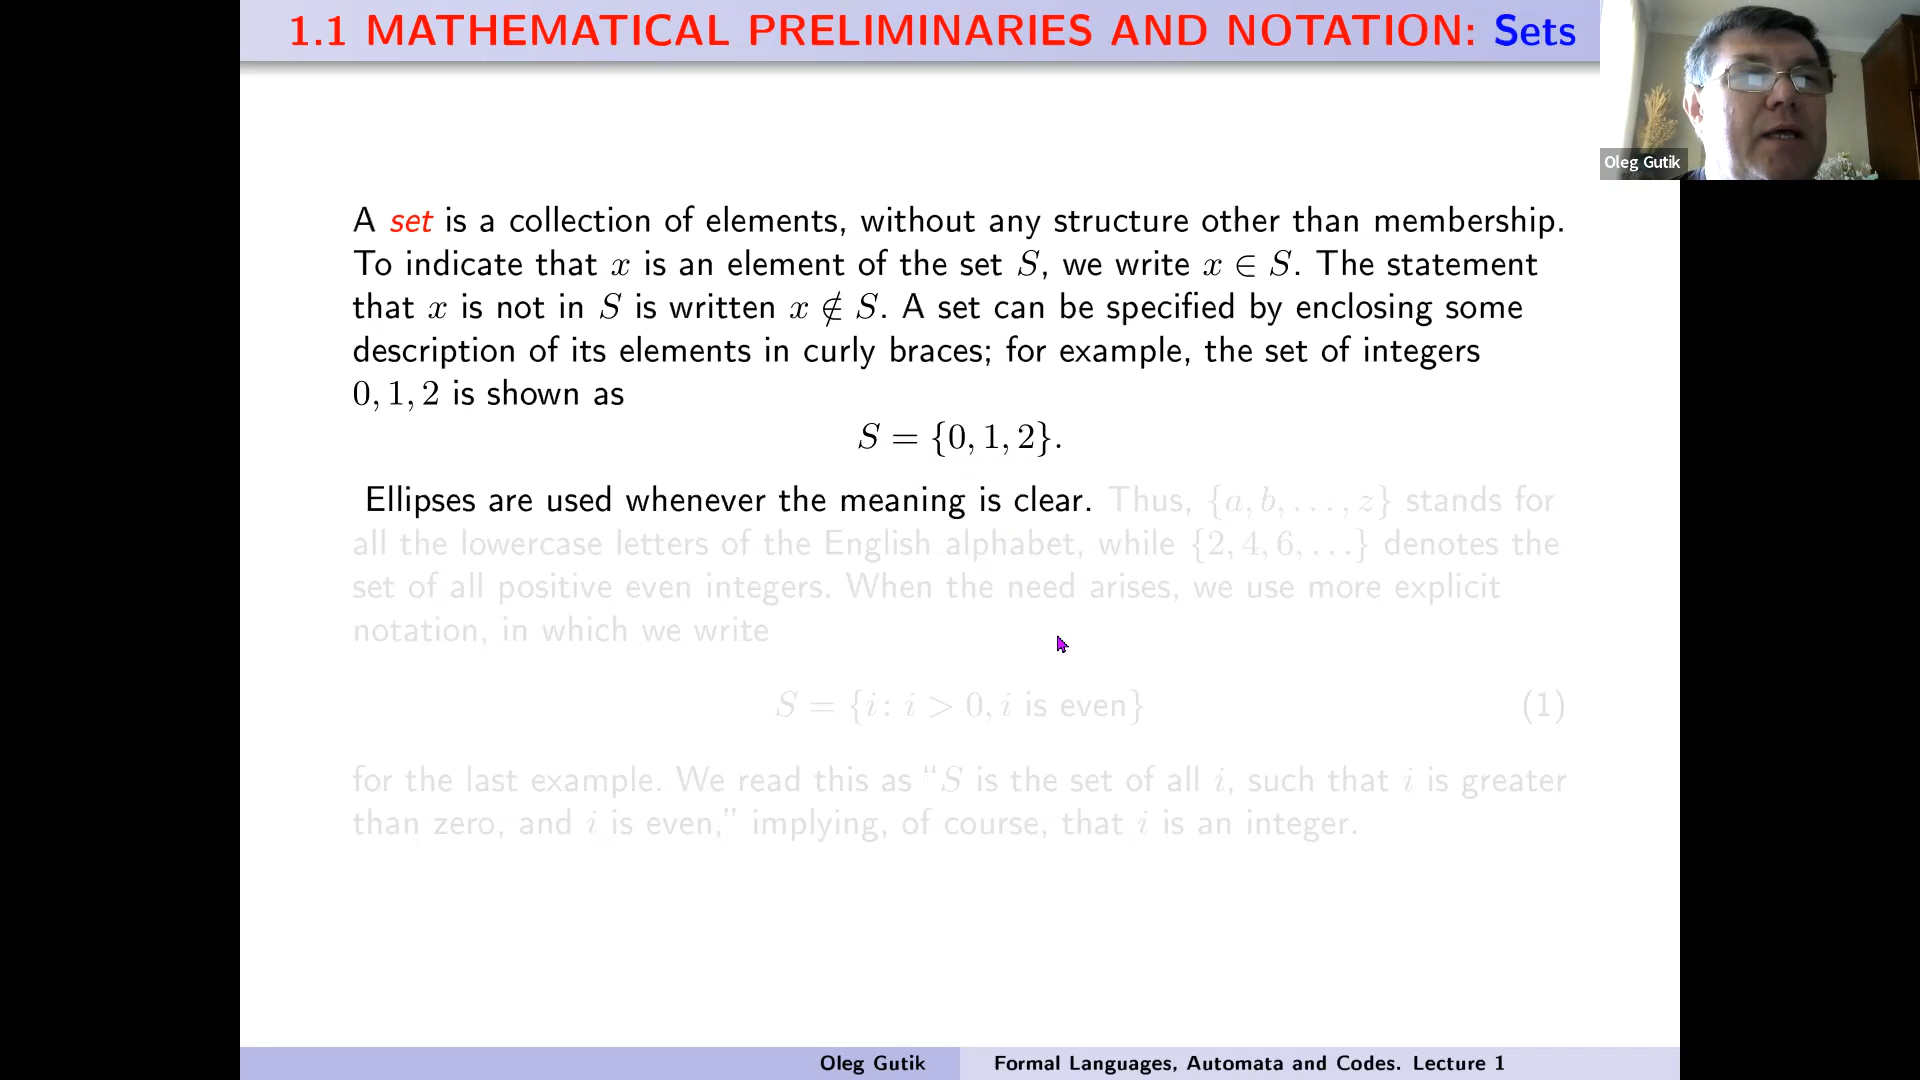 1.1 MATHEMATICAL PRELIMINARIES AND NOTATION: Sets
Oleg Gutik
A set is a collection of elements, without any structure other than membership.
To indicate that x is an element of the set S, we write x ∈ S. The statement
that x is not in S is written x ∉ S. A set can be specified by enclosing some
description of its elements in curly braces; for example, the set of integers
0, 1, 2 is shown as
S = {0, 1, 2}.
Ellipses are used whenever the meaning is clear. Thus, {a, b, . . . , z} stands for
all the lowercase letters of the English alphabet, while {2, 4, 6, . . .} denotes the
set of all positive even integers. When the need arises, we use more explicit
notation, in which we write
S = {i : i > 0, i is even} (1)
for the last example. We read this as “S is the set of all i, such that i is greater
than zero, and i is even,” implying, of course, that i is an integer.
Oleg Gutik Formal Languages, Automata and Codes. Lecture 1